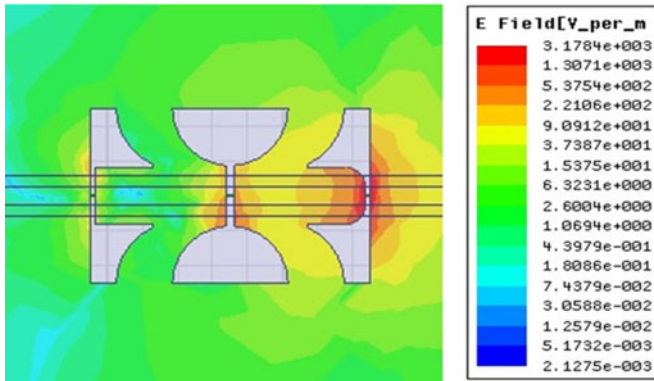 E Field[V_per_m
3.1784e+003
1.3071e+003
5.3754e+002
2.2106e+002
9.0912e+001
3.7387e+001
1.5375e+001
6.3231e+000
2.6004e+000
1.0694e+000
4.3979e-001
1.8086e-001
7.4379e-002
3.0588e-002
1.2579e-002
5.1732e-003
2.1275e-003